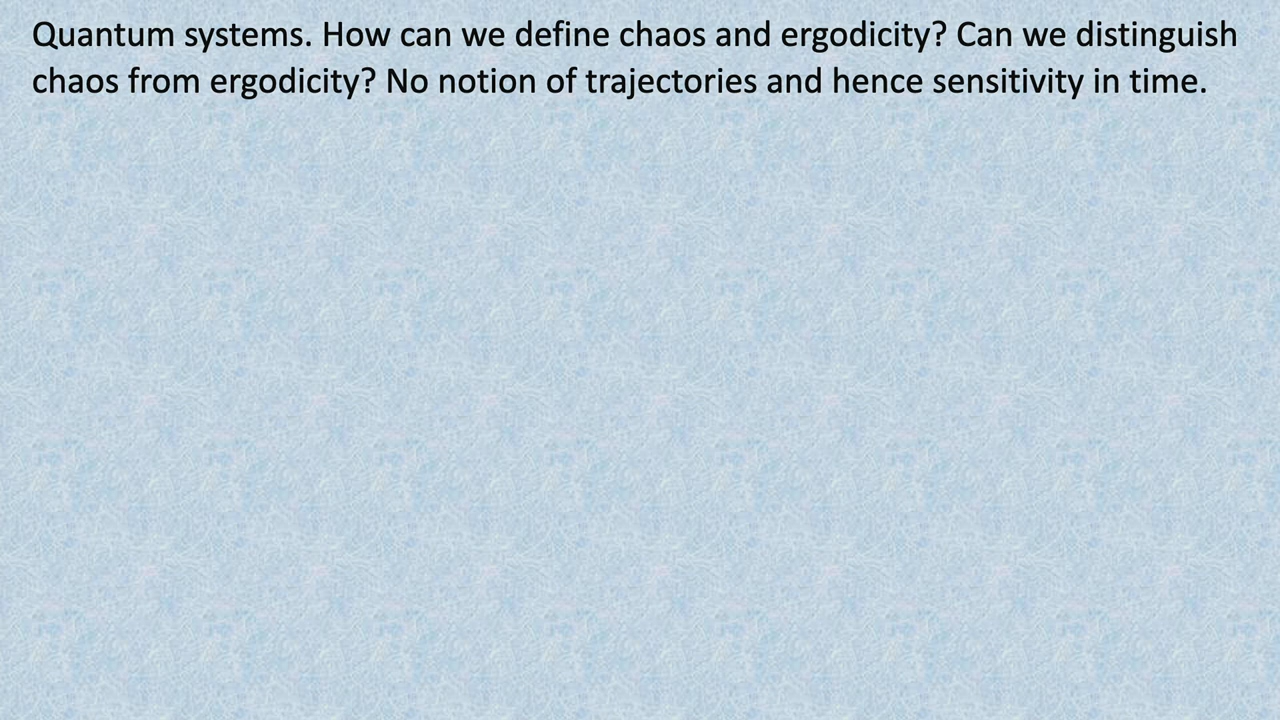 Quantum systems. How can we define chaos and ergodicity? Can we distinguish
chaos from ergodicity? No notion of trajectories and hence sensitivity in time.